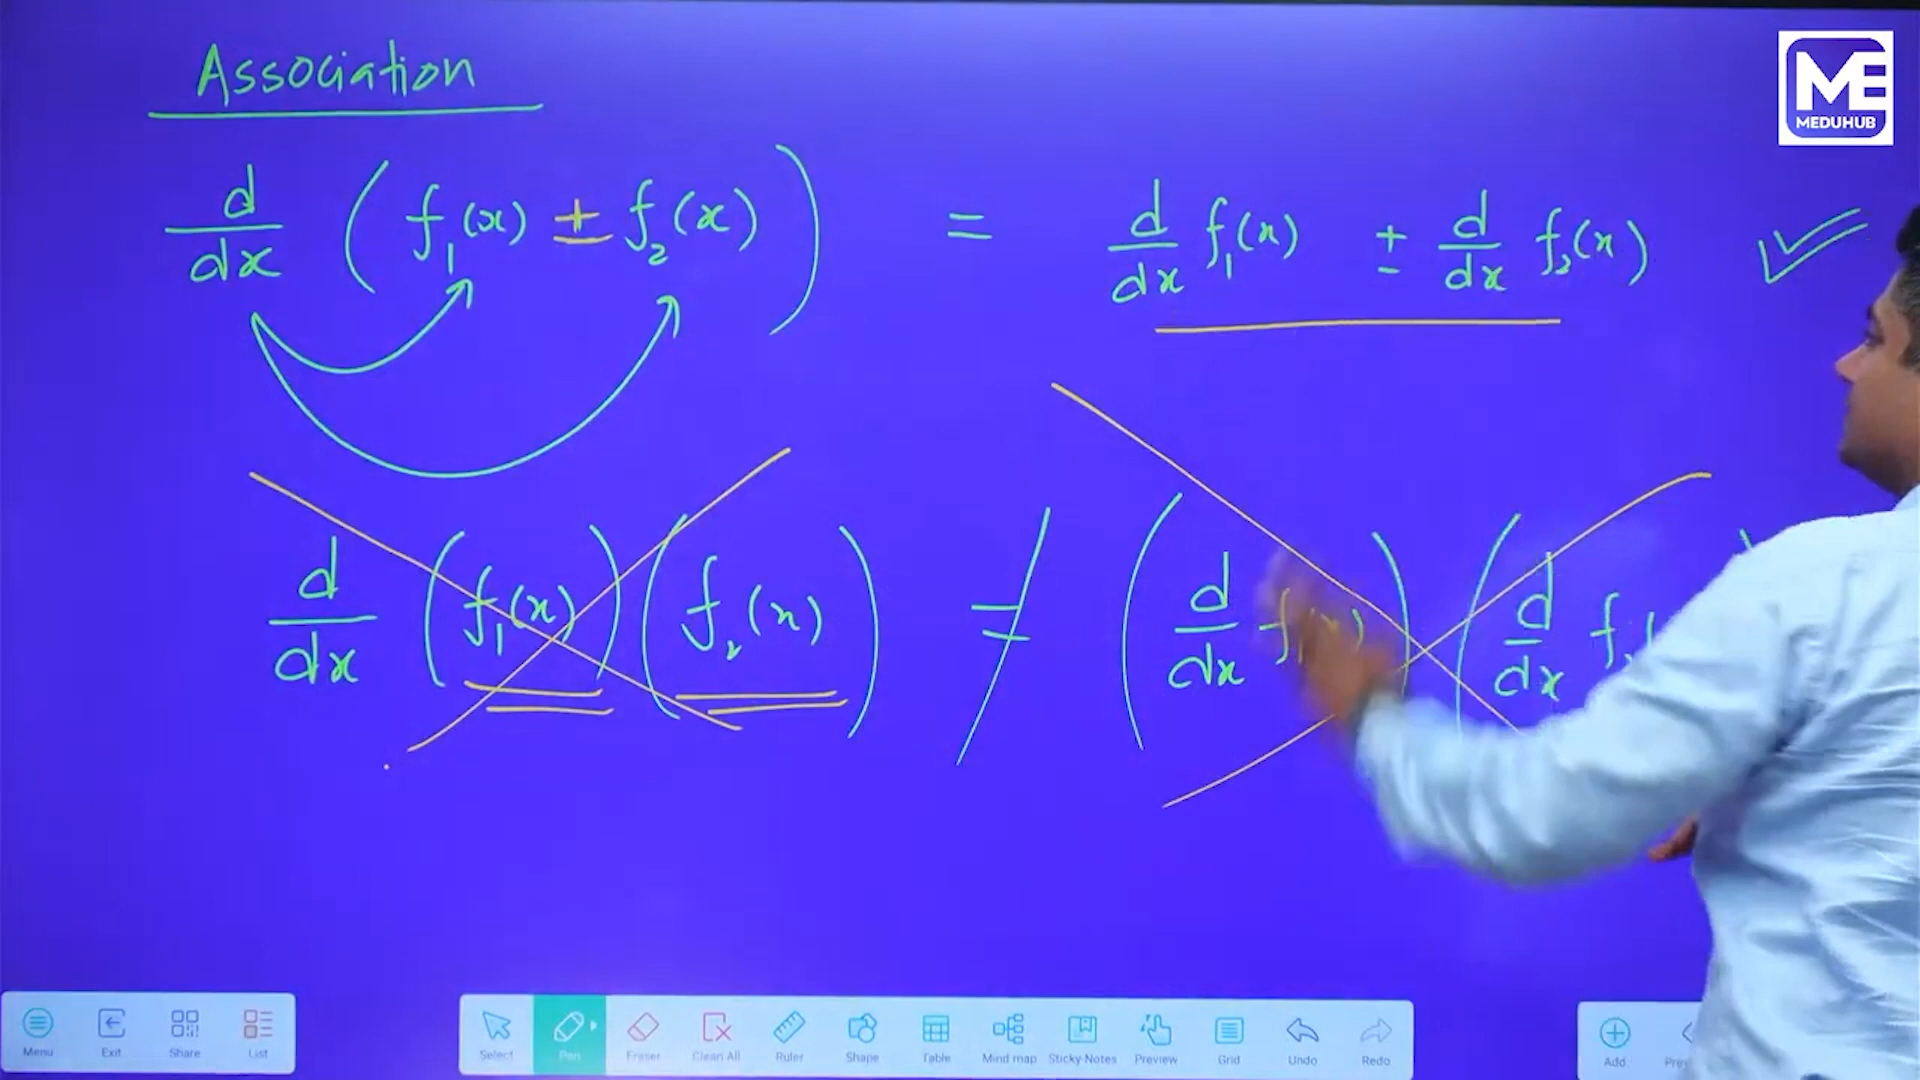 Association
ME
MEDUHUB
d/dx (f₁(x) ± f₂(x)) = d/dx f₁(x) ± d/dx f₂(x) ✓
d/dx (f₁(x)) (f₂(x)) ≠ (d/dx f₁(x)) (d/dx f₂
Menu Exit Share List Select Pen Eraser Clean All Ruler Shape Table Mind map Sticky Notes Preview Grid Undo Redo Add